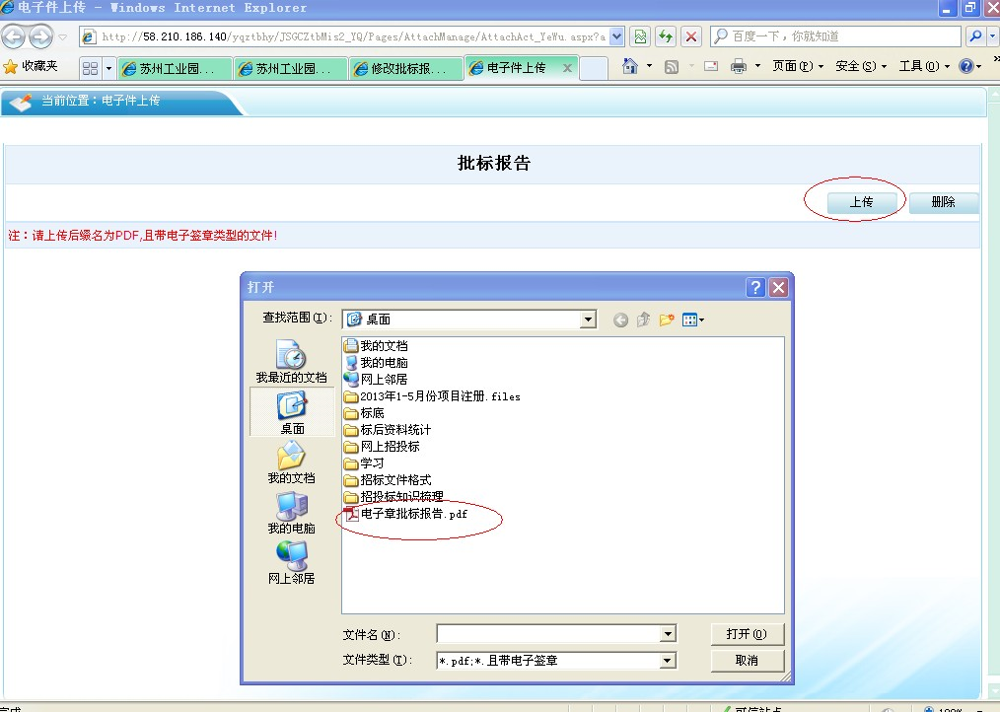 电子件上传 - Windows Internet Explorer
http://58.210.186.140/yqztbhy/JSGCZtbMis2_YQ/Pages/AttachManage/AttachAct_YeWu.aspx?a
百度一下，你就知道
收藏夹
苏州工业园...
苏州工业园...
修改批标报...
电子件上传
页面(P)
安全(S)
工具(O)
当前位置：电子件上传
批标报告
上传
删除
注：请上传后缀名为PDF,且带电子签章类型的文件!
打开
查找范围(I):
桌面
我最近的文档
桌面
我的文档
我的电脑
网上邻居
我的文档
我的电脑
网上邻居
2013年1-5月份项目注册.files
标底
标后资料统计
网上招投标
学习
招标文件格式
招投标知识梳理
电子章批标报告.pdf
文件名(N):
打开(O)
文件类型(T):
*.pdf;*.且带电子签章
取消
完成
可信站点
100%